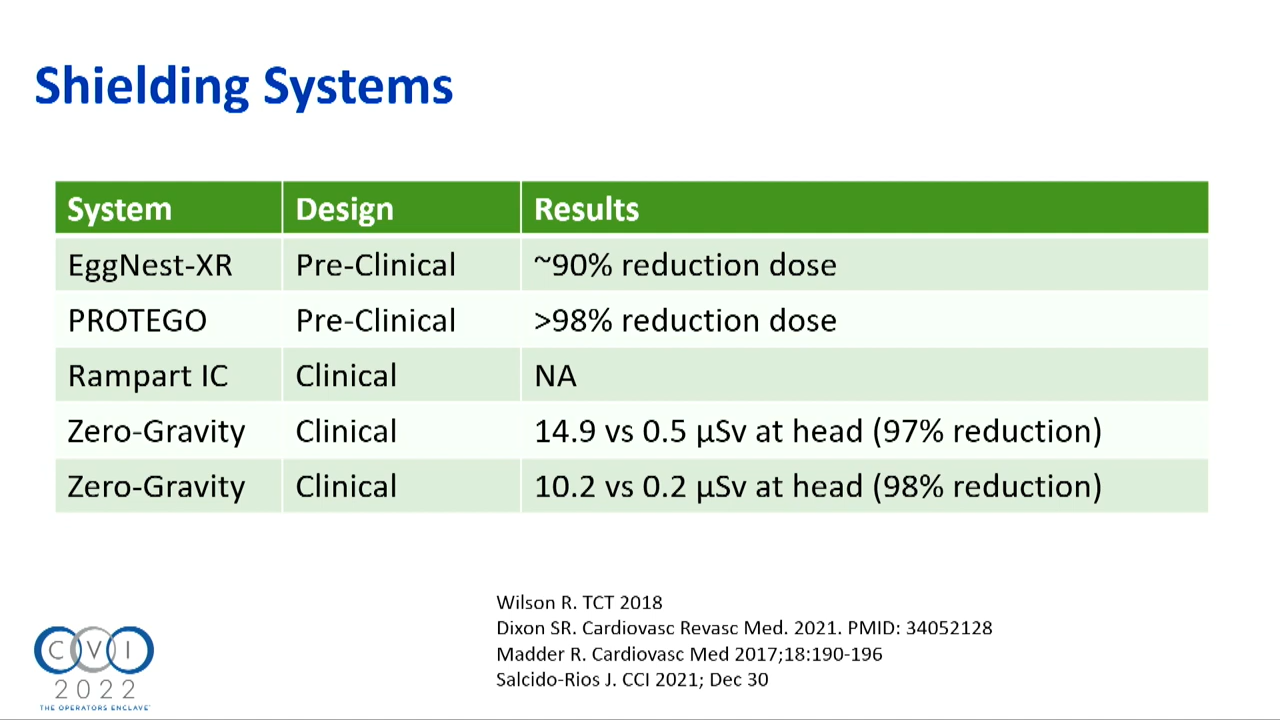 Shielding Systems
System Design Results
EggNest-XR Pre-Clinical ~90% reduction dose
PROTEGO Pre-Clinical >98% reduction dose
Rampart IC Clinical NA
Zero-Gravity Clinical 14.9 vs 0.5 µSv at head (97% reduction)
Zero-Gravity Clinical 10.2 vs 0.2 µSv at head (98% reduction)
Wilson R. TCT 2018
Dixon SR. Cardiovasc Revasc Med. 2021. PMID: 34052128
Madder R. Cardiovasc Med 2017;18:190-196
Salcido-Rios J. CCI 2021; Dec 30
CVI
2022
THE OPERATORS ENCLAVE